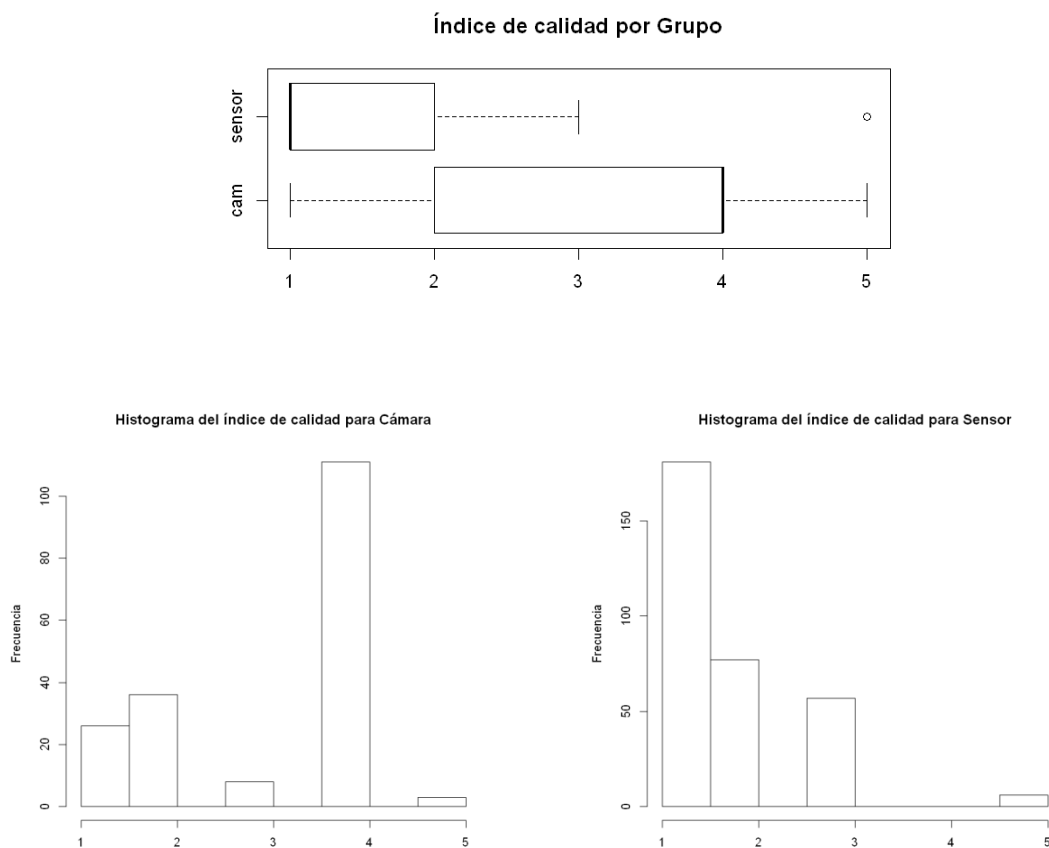 Índice de calidad por Grupo
sensor
cam
1 2 3 4 5
Histograma del índice de calidad para Cámara
Frecuencia
100
80
60
40
20
0
1 2 3 4 5
Histograma del índice de calidad para Sensor
Frecuencia
150
100
50
0
1 2 3 4 5